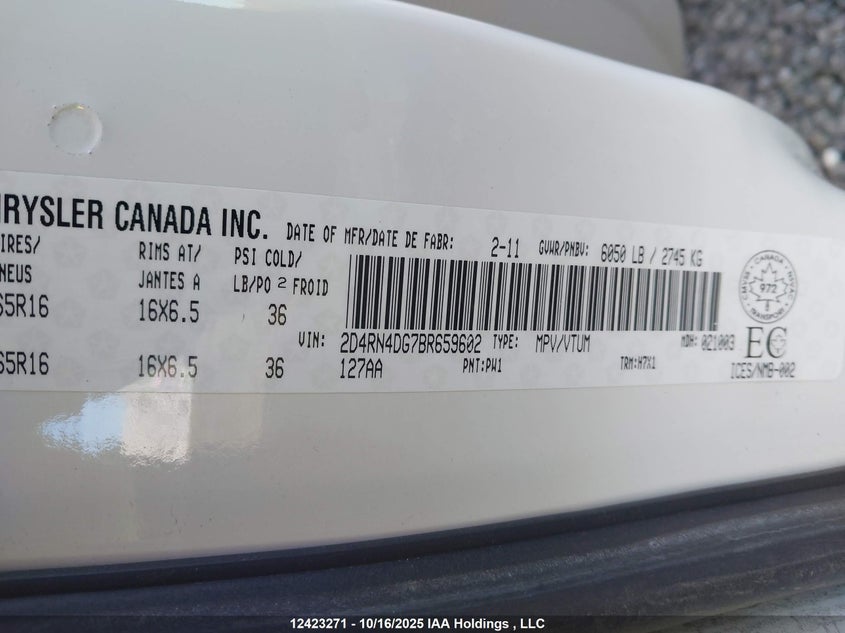 HRYSLER CANADA INC. DATE OF MFR/DATE DE FABR: 2-11 GVWR/PNBV: 6050 LB / 2745 KG
IRES/ RIMS AT/ PSI COLD/
NEUS JANTES A LB/PO 2 FROID
65R16 16X6.5 36
VIN: 2D4RN4DG7BR659602 TYPE: MPV/VTUM MDH: 021003
65R16 16X6.5 36 127AA PNT:PW1 TRM:H7X1
CANADA
972
TRANSPORT
EC
ICES/NMB-002
12423271 - 10/16/2025 IAA Holdings , LLC